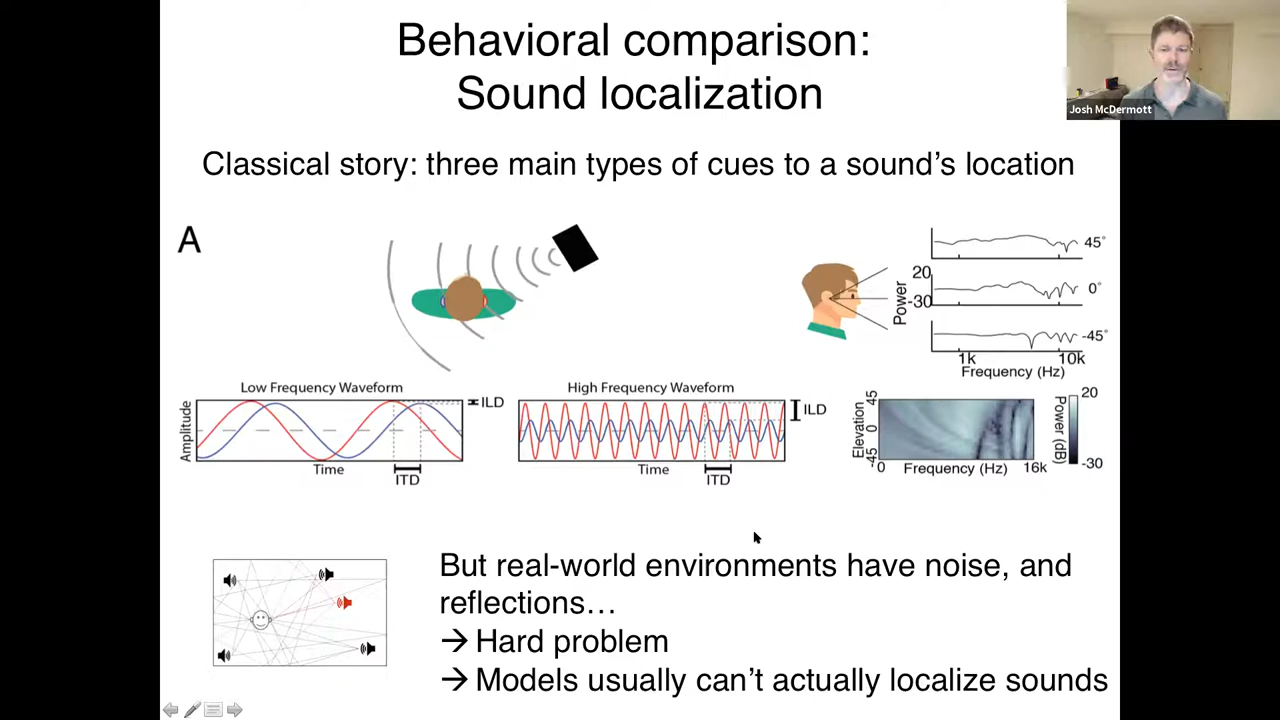 Behavioral comparison:
Sound localization
Josh McDermott
Classical story: three main types of cues to a sound's location
A
Low Frequency Waveform
Amplitude
ILD
Time
ITD
High Frequency Waveform
ILD
Time
ITD
Power
20
-30
45°
0°
-45°
1k
10k
Frequency (Hz)
Elevation
45
0
-45
0
Frequency (Hz)
16k
Power (dB)
20
-30
But real-world environments have noise, and
reflections…
→ Hard problem
→ Models usually can't actually localize sounds